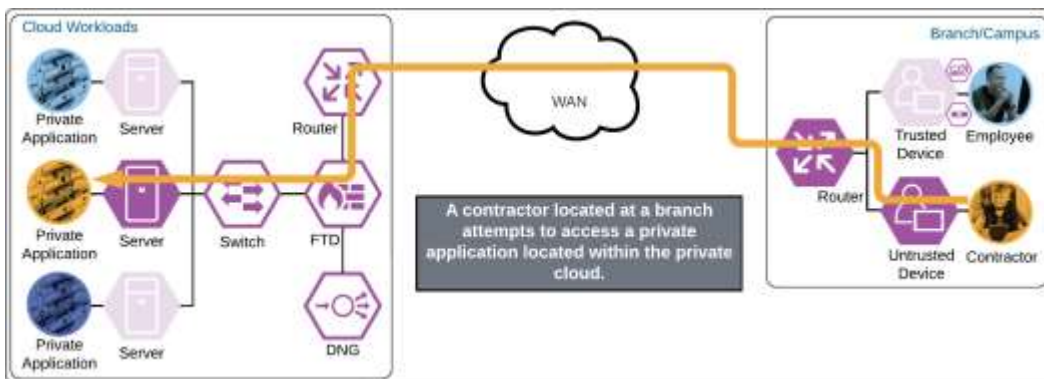 Cloud Workloads
Private
Application
Server
Router
Private
Application
Server
Switch
FTD
Private
Application
Server
DNG
WAN
A contractor located at a branch
attempts to access a private
application located within the private
cloud.
Branch/Campus
Trusted
Device
Employee
Router
Untrusted
Device
Contractor